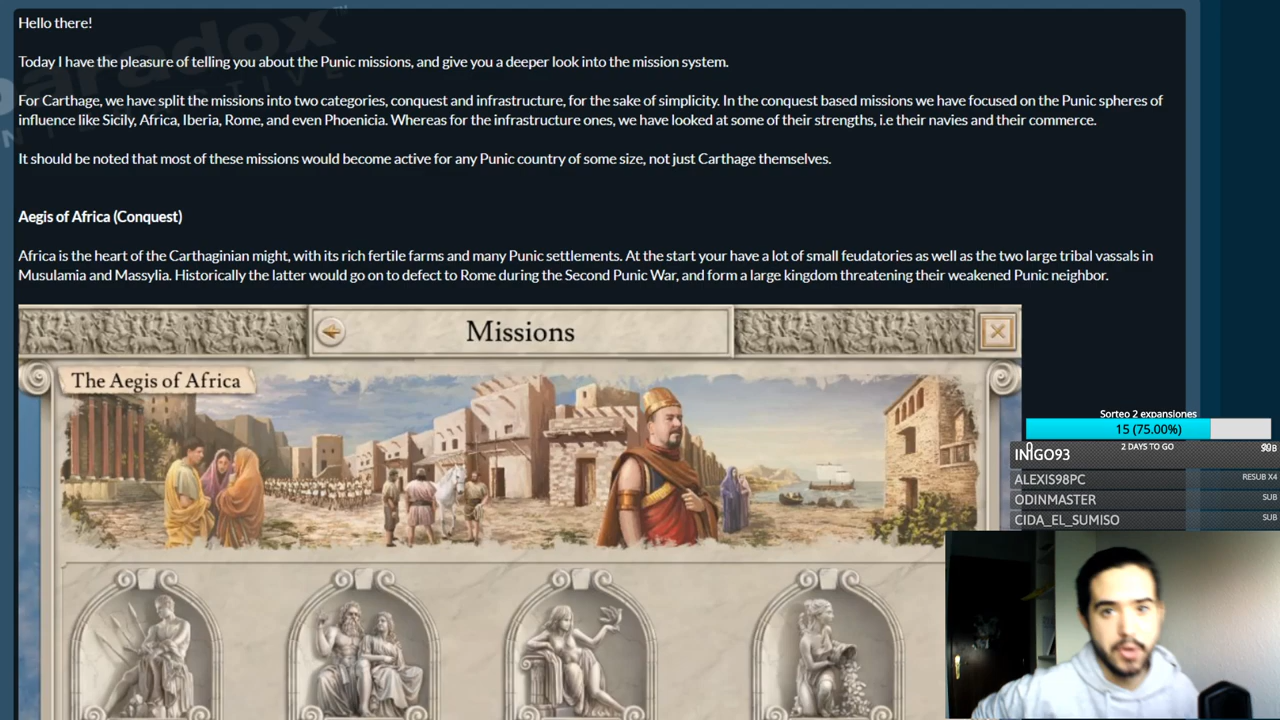 paradox
INTERACTIVE
Hello there!
Today I have the pleasure of telling you about the Punic missions, and give you a deeper look into the mission system.
For Carthage, we have split the missions into two categories, conquest and infrastructure, for the sake of simplicity. In the conquest based missions we have focused on the Punic spheres of
influence like Sicily, Africa, Iberia, Rome, and even Phoenicia. Whereas for the infrastructure ones, we have looked at some of their strengths, i.e their navies and their commerce.
It should be noted that most of these missions would become active for any Punic country of some size, not just Carthage themselves.
Aegis of Africa (Conquest)
Africa is the heart of the Carthaginian might, with its rich fertile farms and many Punic settlements. At the start your have a lot of small feudatories as well as the two large tribal vassals in
Musulamia and Massylia. Historically the latter would go on to defect to Rome during the Second Punic War, and form a large kingdom threatening their weakened Punic neighbor.
Missions
The Aegis of Africa
Sorteo 2 expansiones
15 (75.00%)
0
2 DAYS TO GO
INIGO93
SUB
ALEXIS98PC
RESUB X4
ODINMASTER
SUB
CIDA_EL_SUMISO
SUB